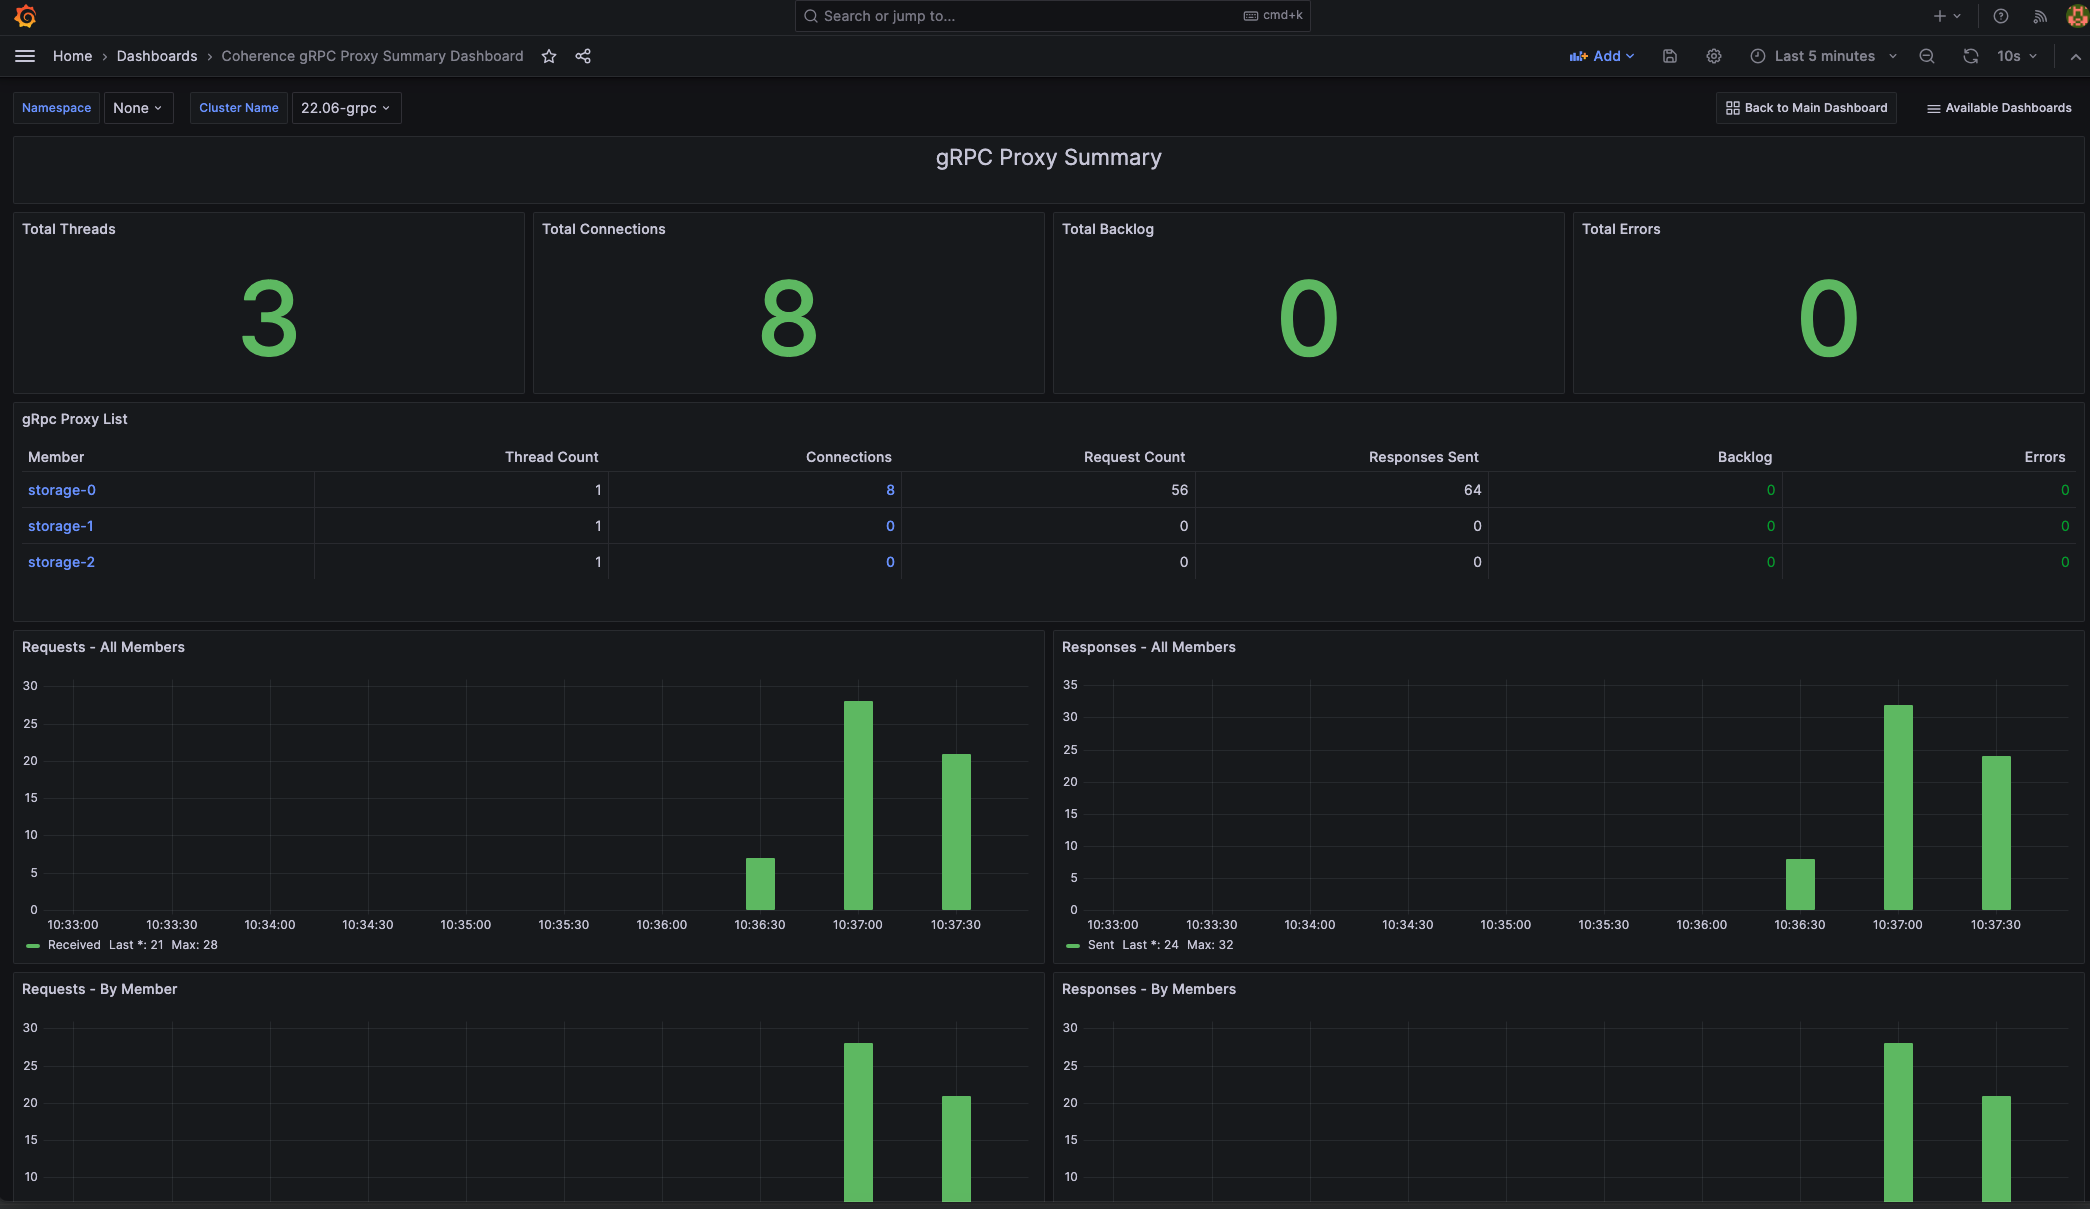 Search or jump to...
cmd+k
Home
Dashboards
Coherence gRPC Proxy Summary Dashboard
Add
Last 5 minutes
10s
Namespace
None
Cluster Name
22.06-grpc
Back to Main Dashboard
Available Dashboards
gRPC Proxy Summary
Total Threads
3
Total Connections
8
Total Backlog
0
Total Errors
0
gRpc Proxy List
Member Thread Count Connections Request Count Responses Sent Backlog Errors
storage-0 1 8 56 64 0 0
storage-1 1 0 0 0 0 0
storage-2 1 0 0 0 0 0
Requests - All Members
30
25
20
15
10
5
0
10:33:00 10:33:30 10:34:00 10:34:30 10:35:00 10:35:30 10:36:00 10:36:30 10:37:00 10:37:30
Received Last *: 21 Max: 28
Responses - All Members
35
30
25
20
15
10
5
0
10:33:00 10:33:30 10:34:00 10:34:30 10:35:00 10:35:30 10:36:00 10:36:30 10:37:00 10:37:30
Sent Last *: 24 Max: 32
Requests - By Member
30
25
20
15
10
Responses - By Members
30
25
20
15
10